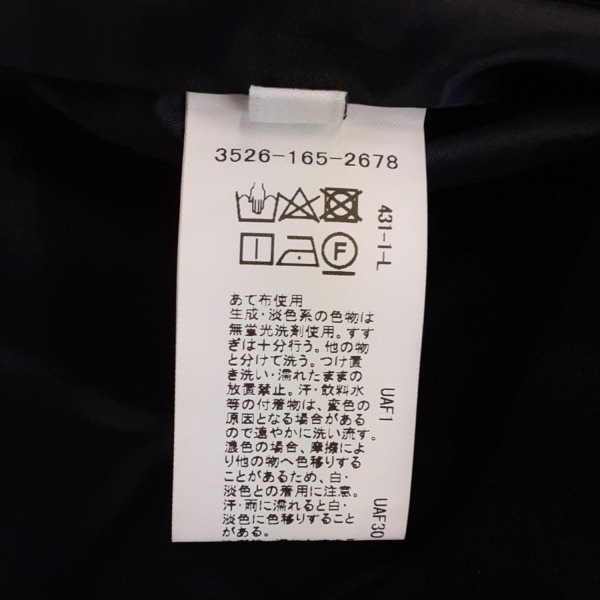 3526-165-2678
431-1-L
F
あて布使用
生成・淡色系の色物は
無蛍光洗剤使用。すす
ぎは十分行う。他の物
と分けて洗う。つけ置
き洗い・濡れたままの
放置禁止。汗・飲料水
等の付着物は、変色の
原因となる場合がある
ので速やかに洗い流す。
濃色の場合、摩擦によ
り他の物へ色移りする
ことがあるため、白・
淡色との着用に注意。
汗・雨に濡れると白・
淡色に色移りすること
がある。
UAF1
UAF30